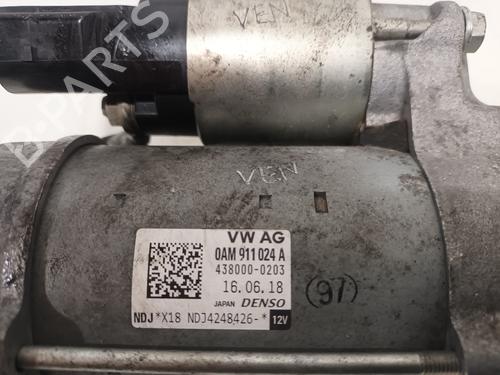 VEN
VEN
VW AG
0AM 911 024 A
438000-0203
16.06.18
JAPAN DENSO
NDJ*X18 NDJ4248426-* 12V
(97)
B-PARTS